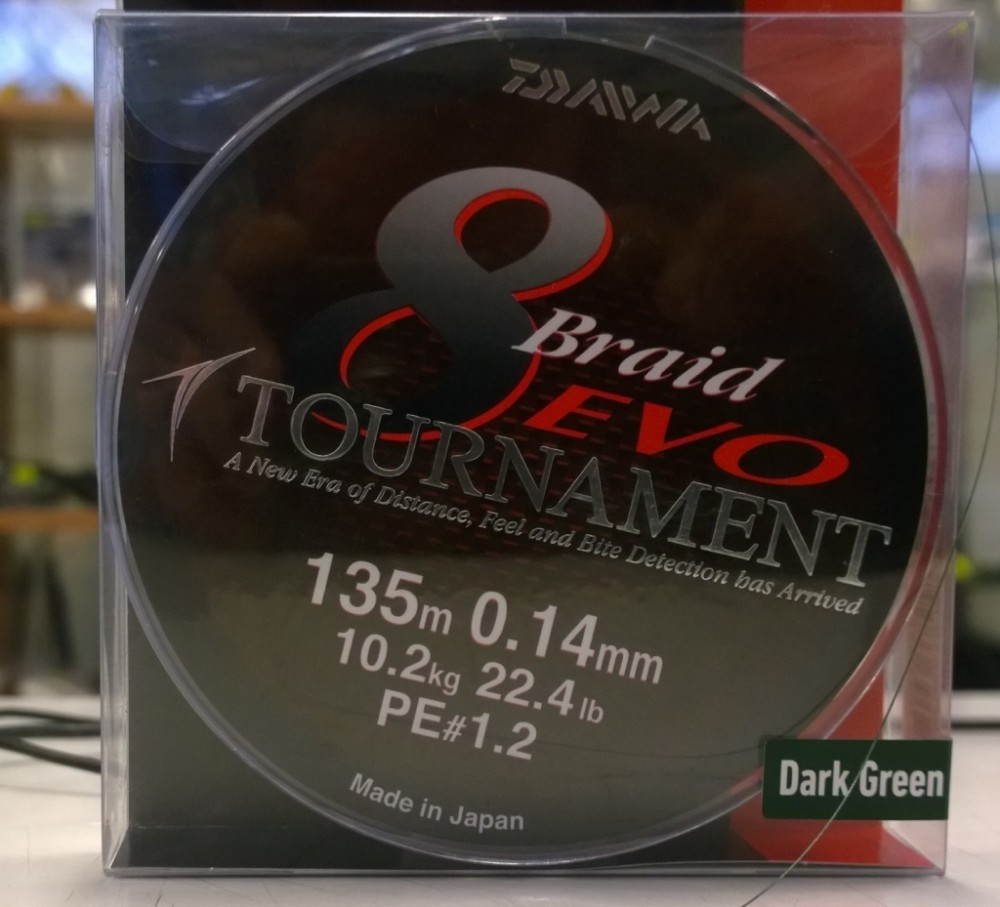 DAIWA
8
Braid
EVO
TOURNAMENT
A New Era of Distance, Feel and Bite Detection has Arrived
135m 0.14mm
10.2kg 22.4lb
PE#1.2
Made in Japan
Dark Green